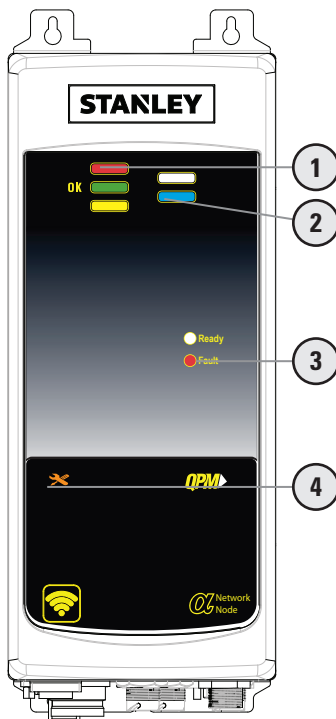 STANLEY
1
OK
2
Ready
Fault
3
4
QPM
α Network
Node